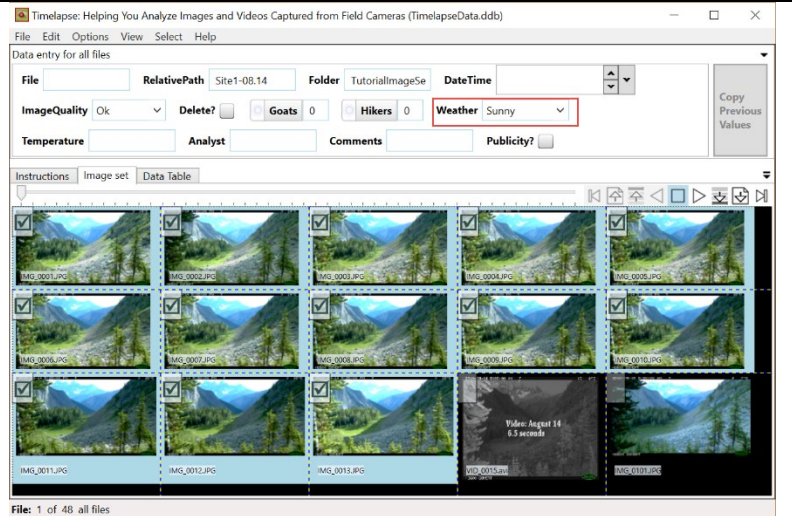 Timelapse: Helping You Analyze Images and Videos Captured from Field Cameras (TimelapseData.ddb)
File Edit Options View Select Help
Data entry for all files
File RelativePath Site1-08.14 Folder TutorialImageSe DateTime
ImageQuality Ok Delete? Goats 0 Hikers 0 Weather Sunny
Copy
Previous
Values
Temperature Analyst Comments Publicity?
Instructions Image set Data Table
IMG_0001.JPG IMG_0002.JPG IMG_0003.JPG IMG_0004.JPG IMG_0005.JPG
IMG_0006.JPG IMG_0007.JPG IMG_0008.JPG IMG_0009.JPG IMG_0010.JPG
Video: August 14
6.5 seconds
IMG_0011.JPG IMG_0012.JPG IMG_0013.JPG VID_0015.avi IMG_0101.JPG
File: 1 of 48 all files